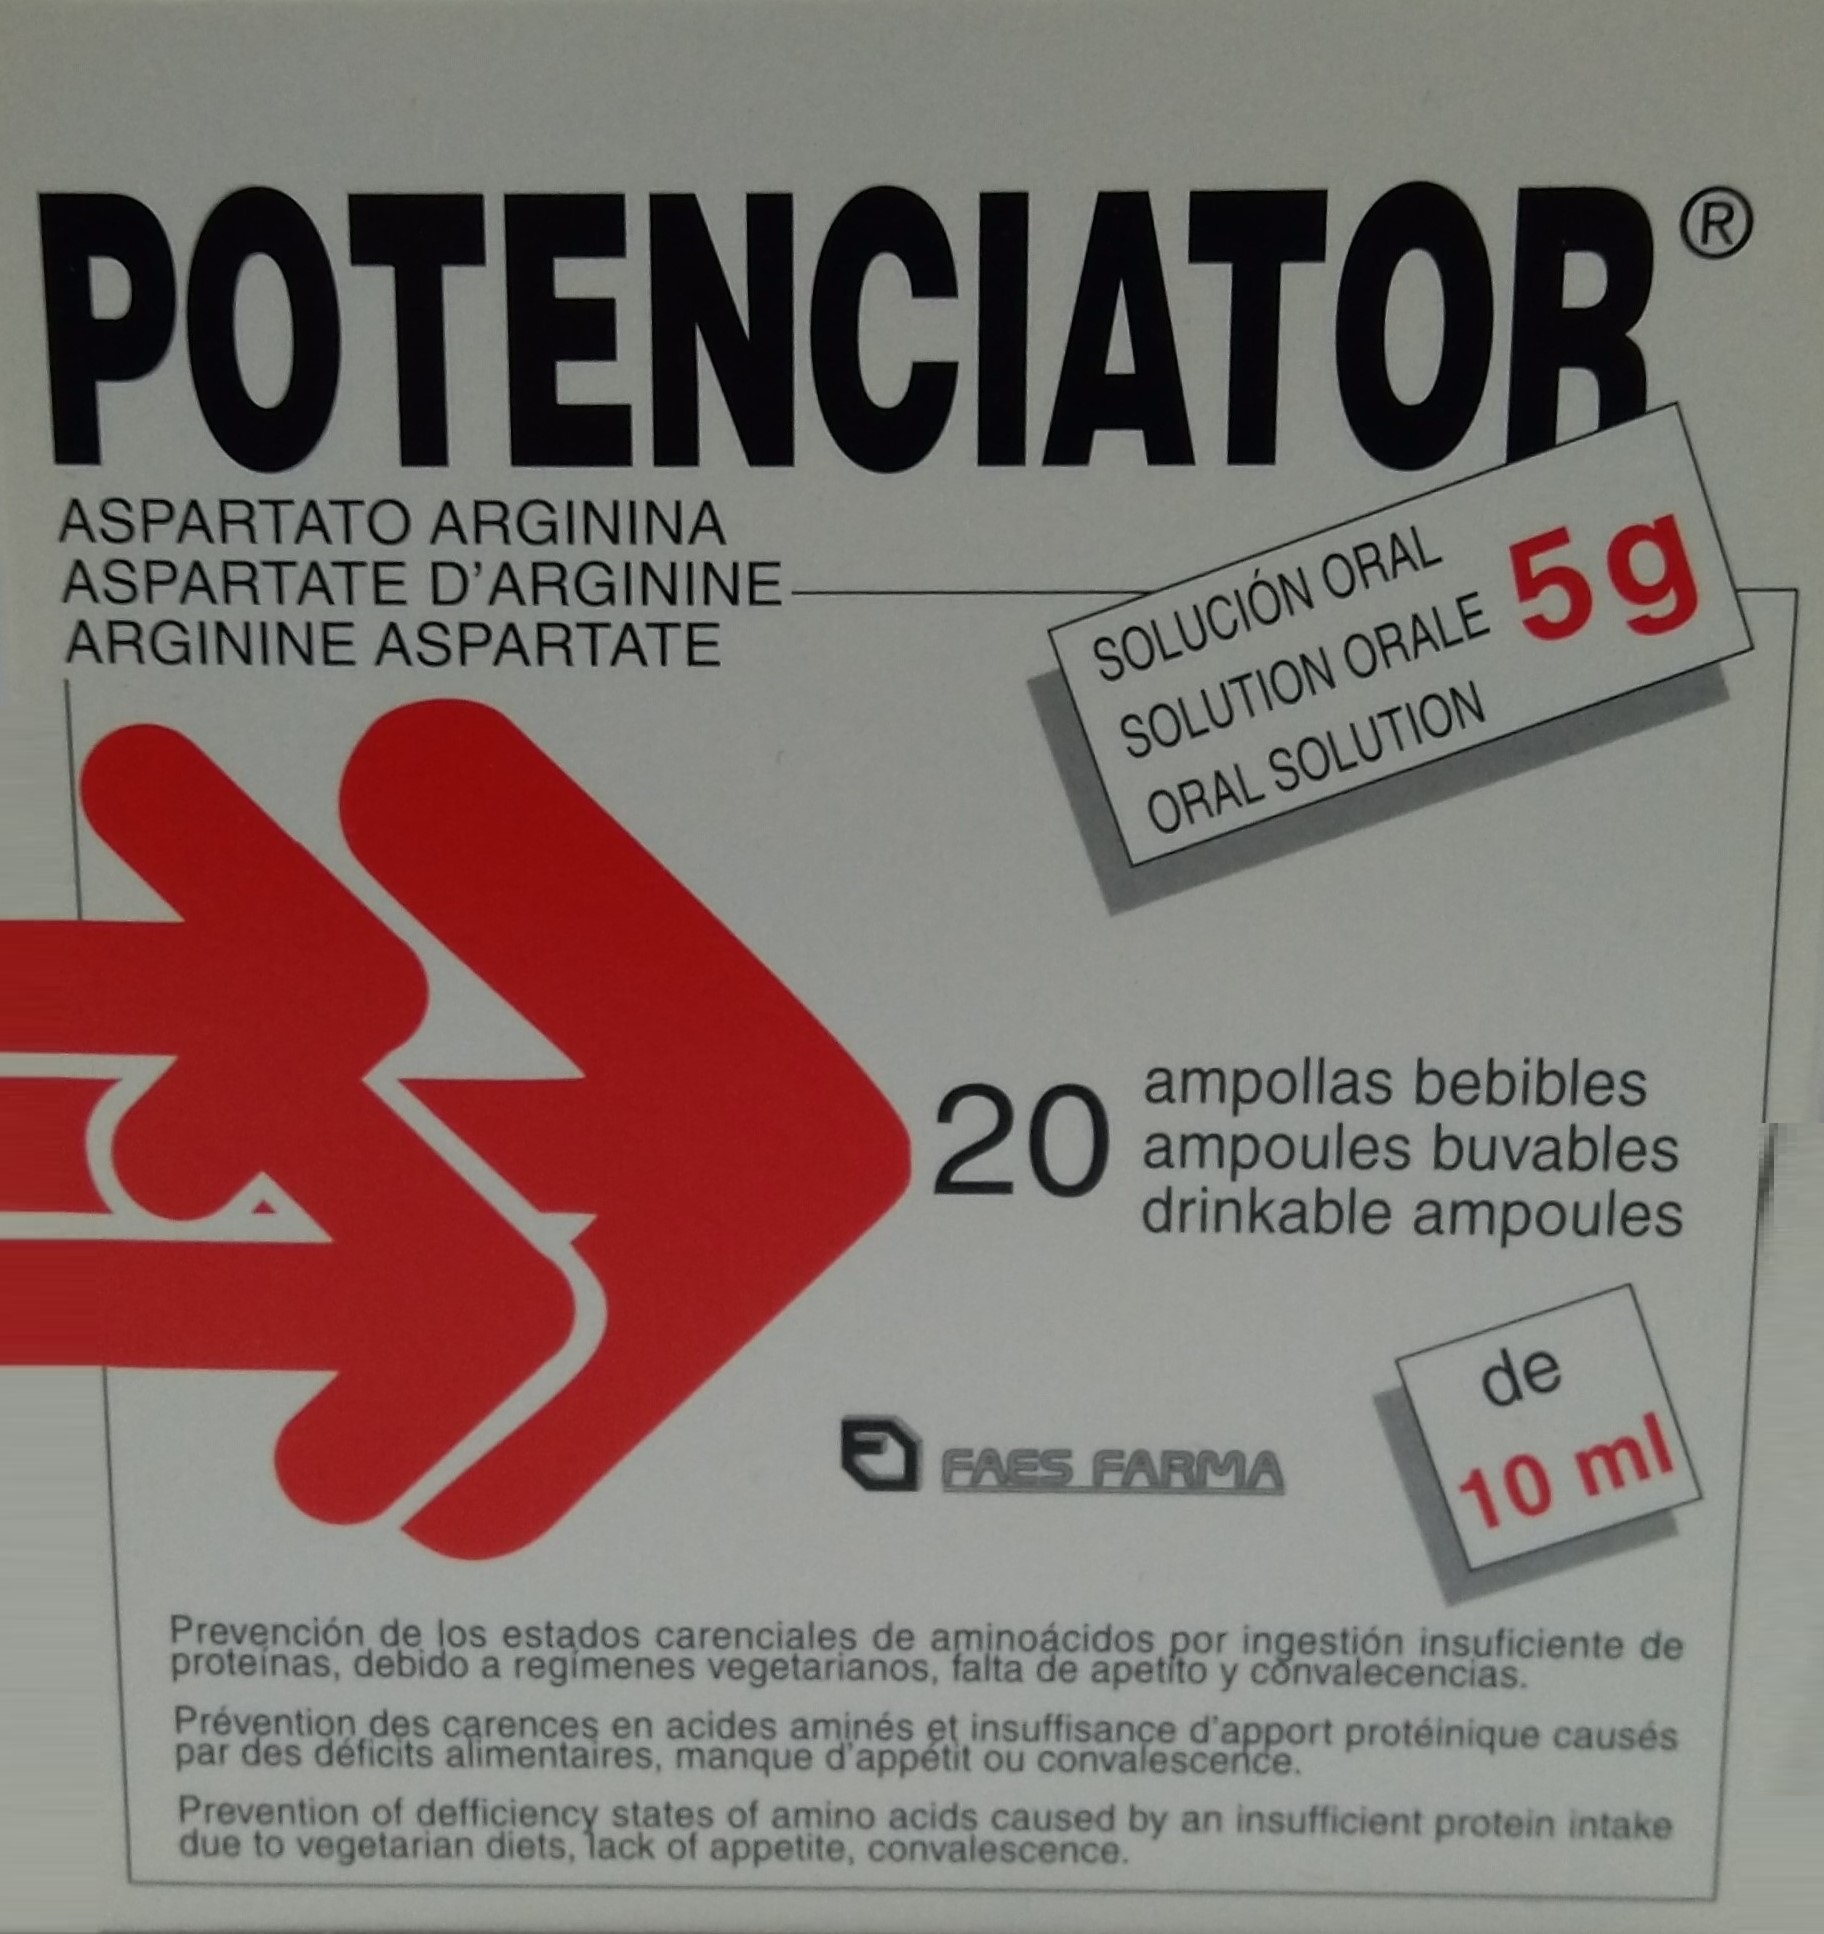 POTENCIATOR®
ASPARTATO ARGININA
ASPARTATE D'ARGININE
ARGININE ASPARTATE
SOLUCIÓN ORAL
SOLUTION ORALE
ORAL SOLUTION
5g
20
ampollas bebibles
ampoules buvables
drinkable ampoules
de
10 ml
FAES FARMA
Prevención de los estados carenciales de aminoácidos por ingestión insuficiente de
proteínas, debido a regímenes vegetarianos, falta de apetito y convalecencias.
Prévention des carences en acides aminés et insuffisance d'apport protéinique causés
par des déficits alimentaires, manque d'appétit ou convalescence.
Prevention of defficiency states of amino acids caused by an insufficient protein intake
due to vegetarian diets, lack of appetite, convalescence.